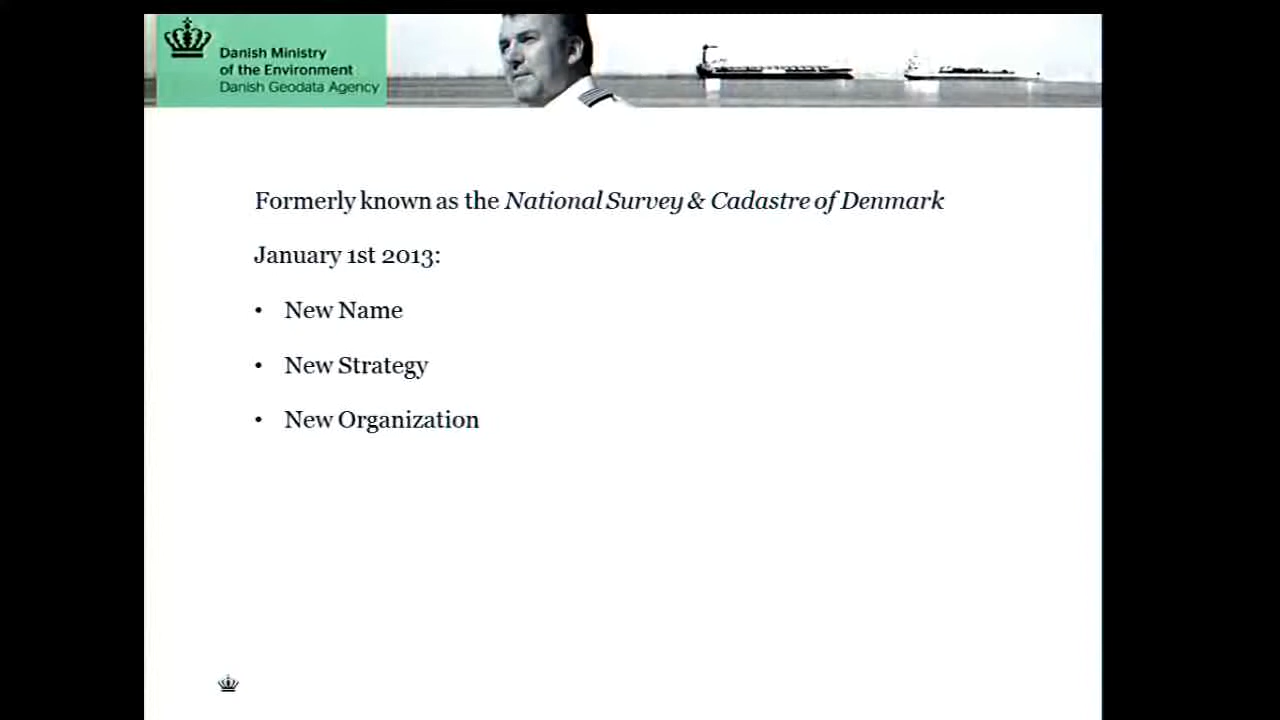 Danish Ministry
of the Environment
Danish Geodata Agency
Formerly known as the National Survey & Cadastre of Denmark
January 1st 2013:
• New Name
• New Strategy
• New Organization